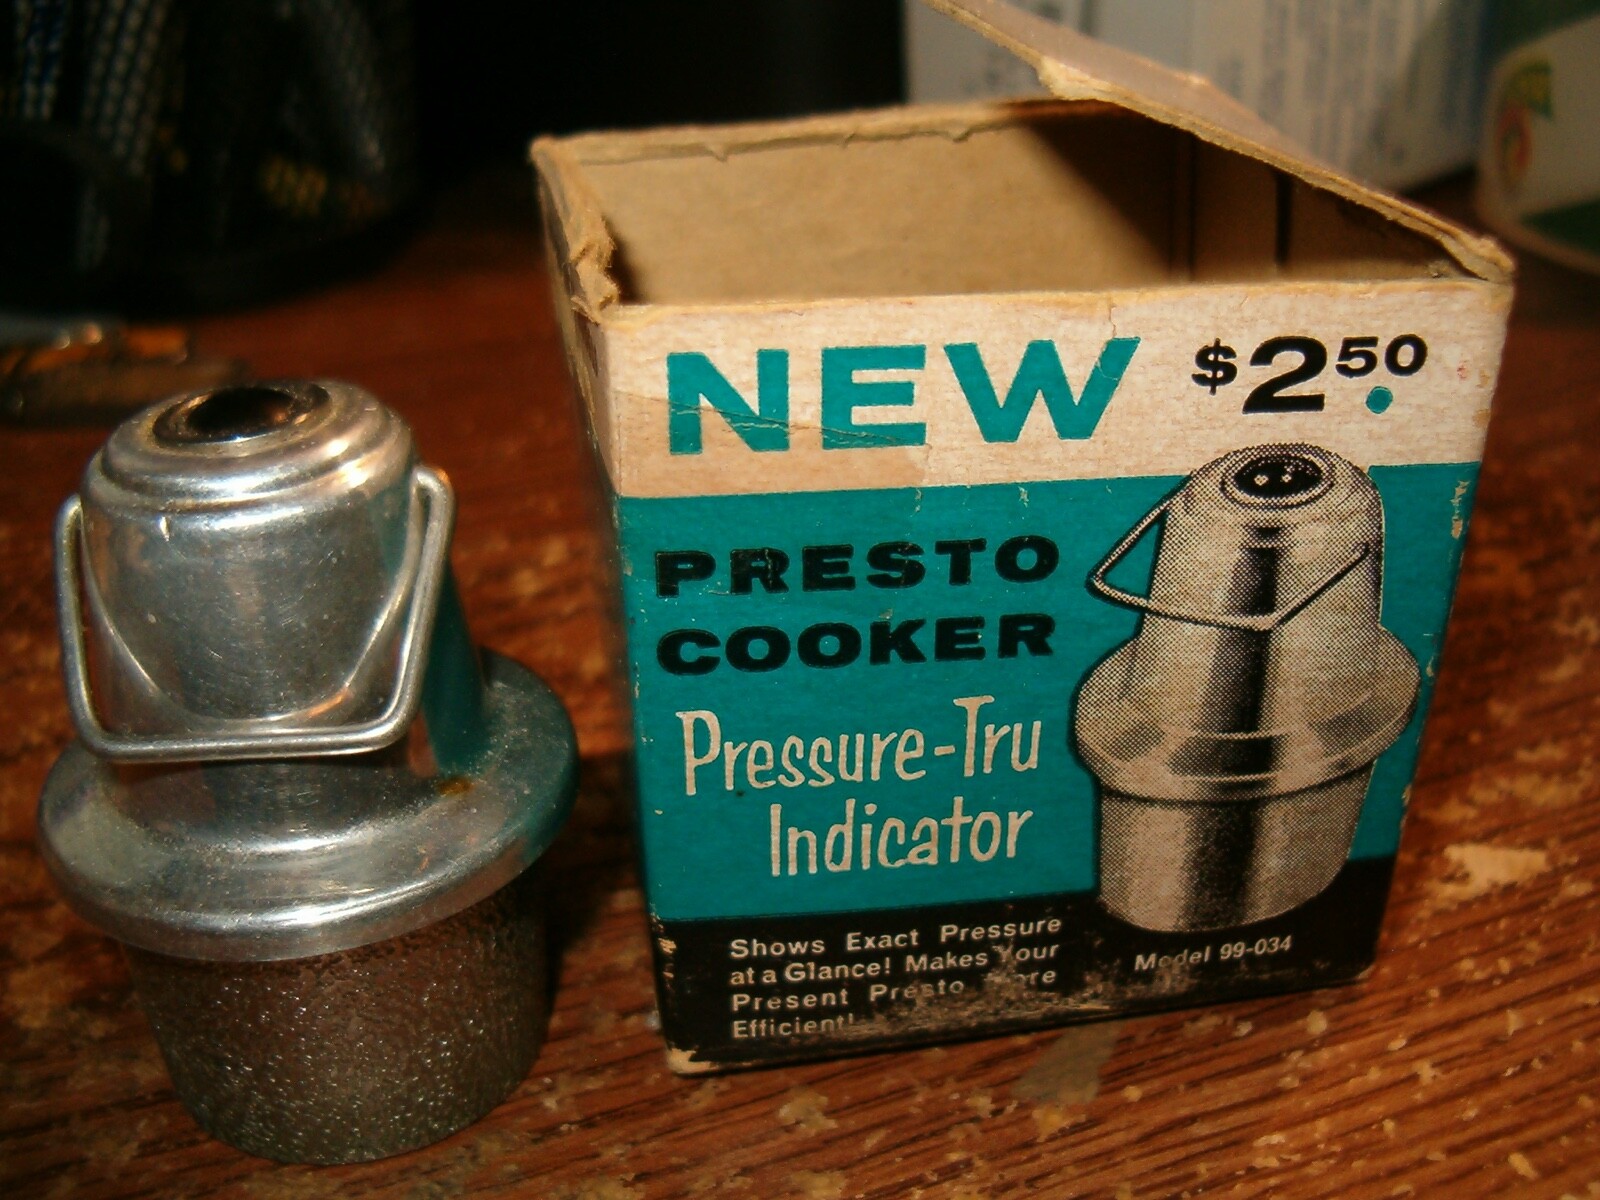 NEW $2.50
PRESTO
COOKER
Pressure-Tru
Indicator
Shows Exact Pressure
at a Glance! Makes Your
Present Presto
Efficient!
Model 99-034